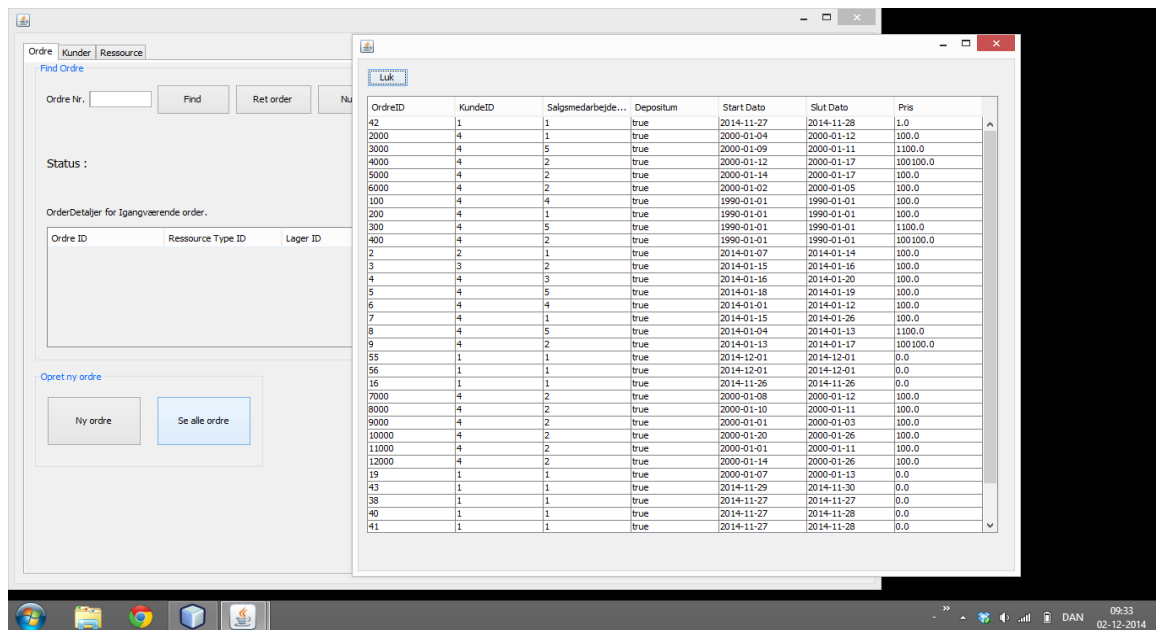 Ordre Kunder Ressource
Find Ordre
Ordre Nr. Find Ret order Nu
Status :
OrderDetaljer for Igangværende order.
Ordre ID Ressource Type ID Lager ID
Opret ny ordre
Ny ordre Se alle ordre
Luk
OrdreID KundeID Salgsmedarbejde... Depositum Start Dato Slut Dato Pris
42 1 1 true 2014-11-27 2014-11-28 1.0
2000 4 1 true 2000-01-04 2000-01-12 100.0
3000 4 5 true 2000-01-09 2000-01-11 1100.0
4000 4 2 true 2000-01-12 2000-01-17 100100.0
5000 4 2 true 2000-01-14 2000-01-17 100.0
6000 4 2 true 2000-01-02 2000-01-05 100.0
100 4 4 true 1990-01-01 1990-01-01 100.0
200 4 1 true 1990-01-01 1990-01-01 100.0
300 4 5 true 1990-01-01 1990-01-01 1100.0
400 4 2 true 1990-01-01 1990-01-01 100100.0
2 2 1 true 2014-01-07 2014-01-14 100.0
3 3 2 true 2014-01-15 2014-01-16 100.0
4 4 3 true 2014-01-16 2014-01-20 100.0
5 4 5 true 2014-01-18 2014-01-19 100.0
6 4 4 true 2014-01-01 2014-01-12 100.0
7 4 1 true 2014-01-15 2014-01-26 100.0
8 4 5 true 2014-01-04 2014-01-13 1100.0
9 4 2 true 2014-01-13 2014-01-17 100100.0
55 1 1 true 2014-12-01 2014-12-01 0.0
56 1 1 true 2014-12-01 2014-12-01 0.0
16 1 1 true 2014-11-26 2014-11-26 0.0
7000 4 2 true 2000-01-08 2000-01-12 100.0
8000 4 2 true 2000-01-10 2000-01-11 100.0
9000 4 2 true 2000-01-01 2000-01-03 100.0
10000 4 2 true 2000-01-20 2000-01-26 100.0
11000 4 2 true 2000-01-01 2000-01-11 100.0
12000 4 2 true 2000-01-14 2000-01-26 100.0
19 1 1 true 2000-01-07 2000-01-13 0.0
43 1 1 true 2014-11-29 2014-11-30 0.0
38 1 1 true 2014-11-27 2014-11-27 0.0
40 1 1 true 2014-11-27 2014-11-28 0.0
41 1 1 true 2014-11-27 2014-11-28 0.0
DAN 09:33
02-12-2014